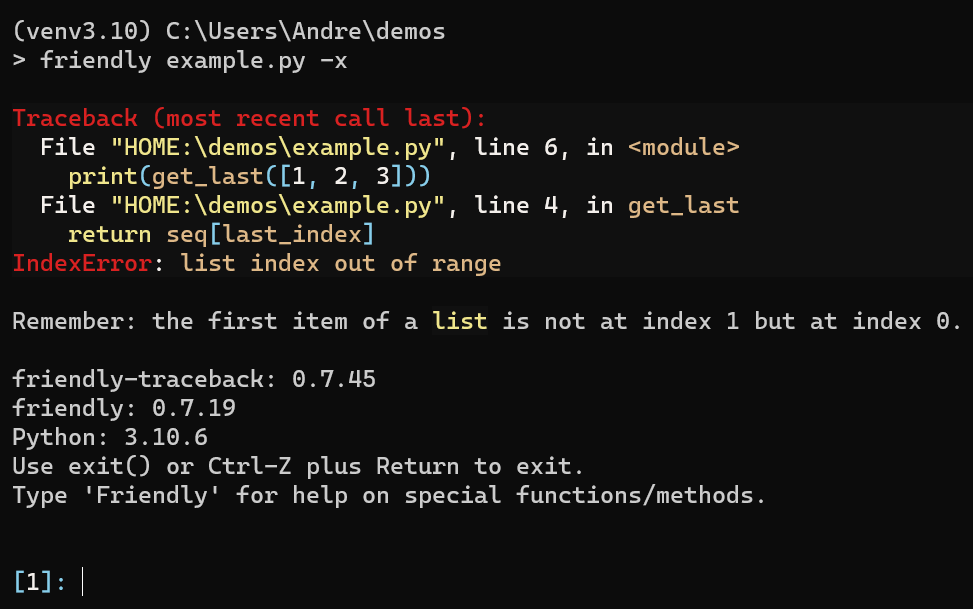 (venv3.10) C:\Users\Andre\demos
> friendly example.py -x
Traceback (most recent call last):
  File "HOME:\demos\example.py", line 6, in <module>
    print(get_last([1, 2, 3]))
  File "HOME:\demos\example.py", line 4, in get_last
    return seq[last_index]
IndexError: list index out of range
Remember: the first item of a list is not at index 1 but at index 0.
friendly-traceback: 0.7.45
friendly: 0.7.19
Python: 3.10.6
Use exit() or Ctrl-Z plus Return to exit.
Type 'Friendly' for help on special functions/methods.
[1]: